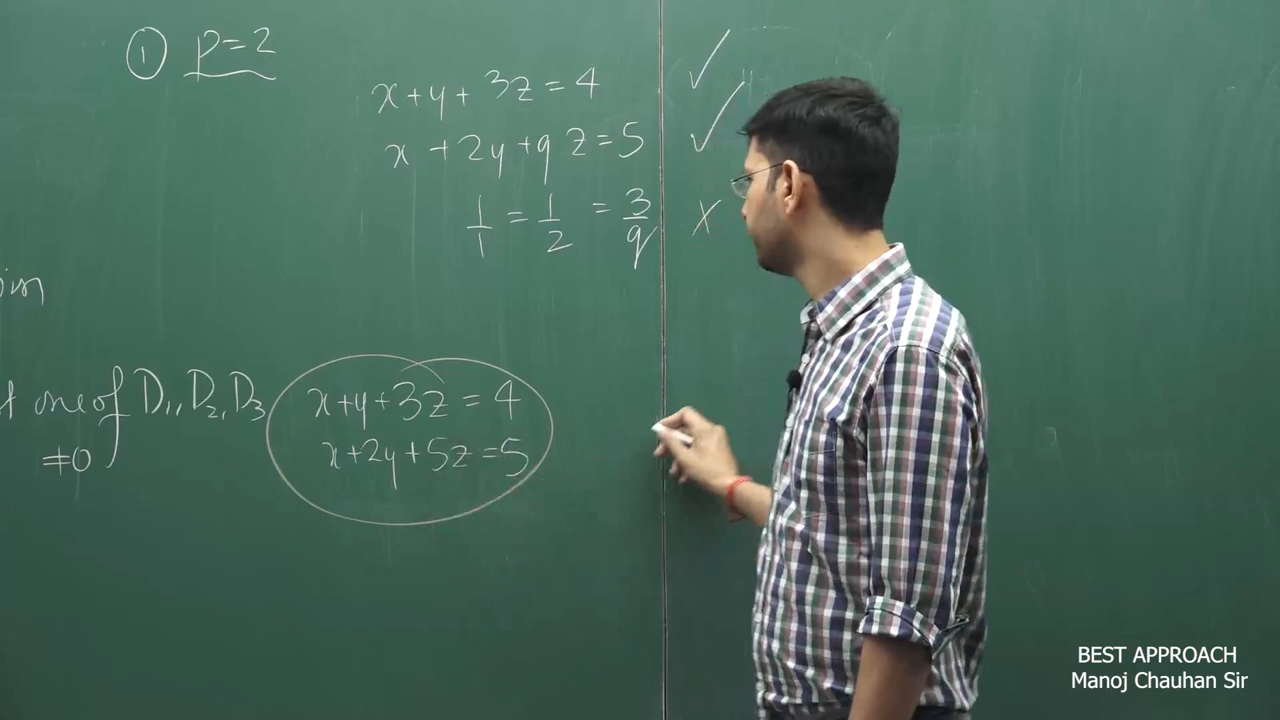 ① p=2
x+y+3z=4
x+2y+qz=5
1/1 = 1/2 = 3/q
one of D1, D2, D3
≠0
x+y+3z=4
x+2y+5z=5
BEST APPROACH
Manoj Chauhan Sir